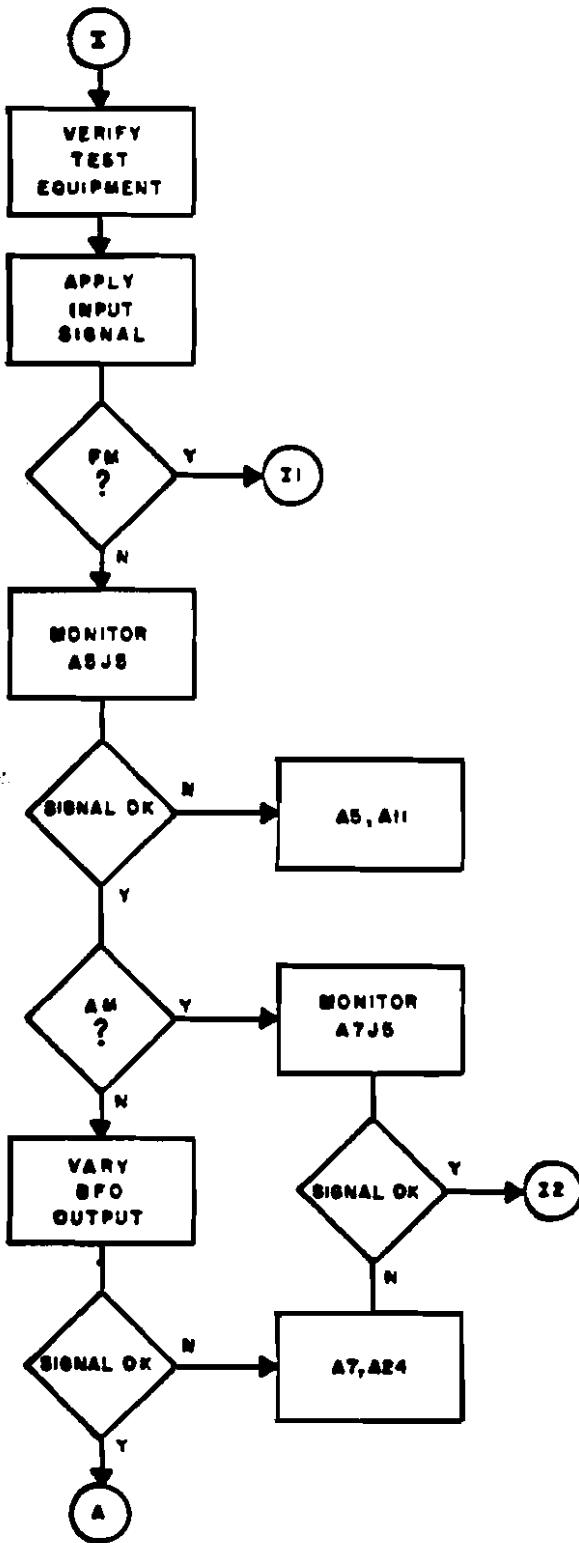 I
VERIFY
TEST
EQUIPMENT
APPLY
INPUT
SIGNAL
FM
?
Y
I1
N
MONITOR
A5J5
SIGNAL OK
N
A5, A11
Y
AM
?
Y
MONITOR
A7J5
N
VARY
BFO
OUTPUT
SIGNAL OK
Y
I2
N
SIGNAL OK
N
A7, A24
Y
A